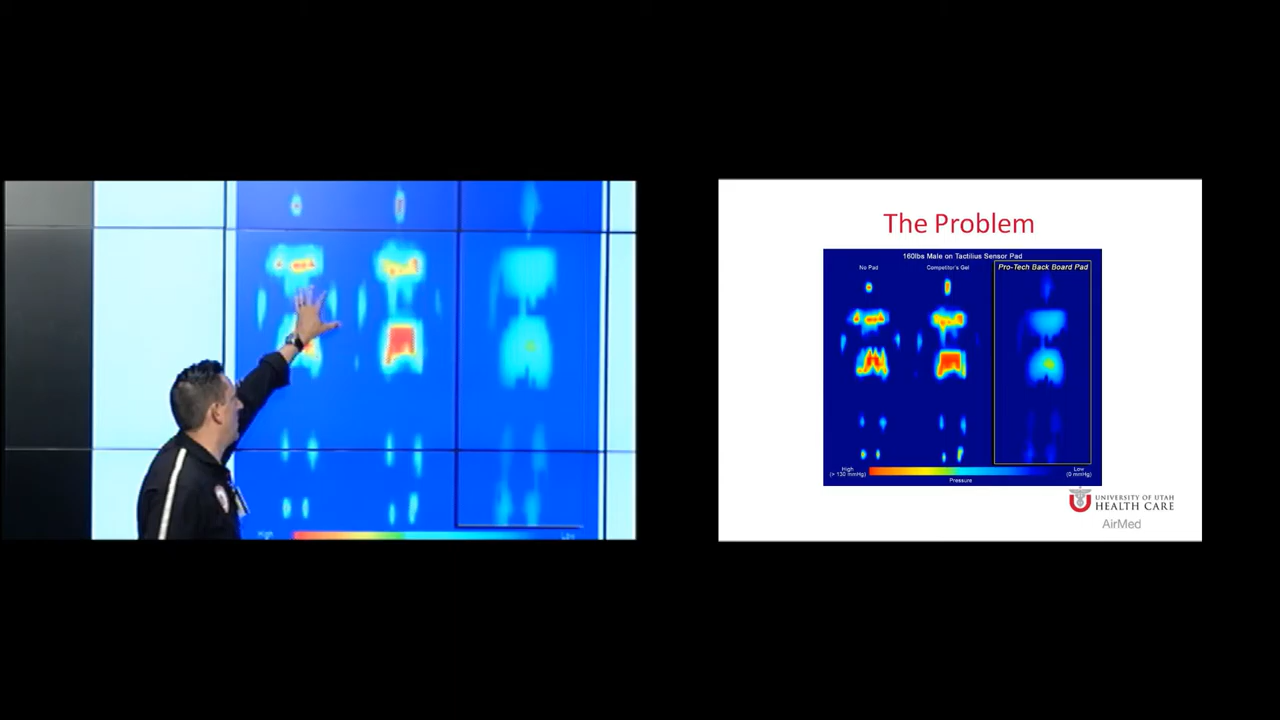 High
Low
The Problem
160lbs Male on Tactilius Sensor Pad
No Pad
Competitor's Gel
Pro-Tech Back Board Pad
High
(> 130 mmHg)
Low
(0 mmHg)
Pressure
UNIVERSITY OF UTAH
HEALTH CARE
AirMed